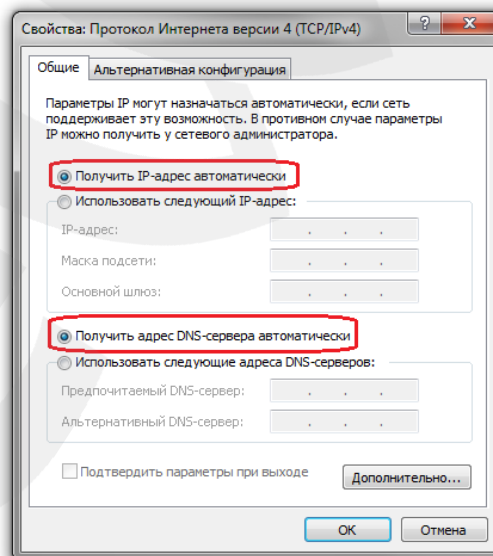 Свойства: Протокол Интернета версии 4 (TCP/IPv4)
Общие
Альтернативная конфигурация
Параметры IP могут назначаться автоматически, если сеть
поддерживает эту возможность. В противном случае параметры
IP можно получить у сетевого администратора.
Получить IP-адрес автоматически
Использовать следующий IP-адрес:
IP-адрес:
Маска подсети:
Основной шлюз:
Получить адрес DNS-сервера автоматически
Использовать следующие адреса DNS-серверов:
Предпочитаемый DNS-сервер:
Альтернативный DNS-сервер:
Подтвердить параметры при выходе
Дополнительно...
ОК
Отмена